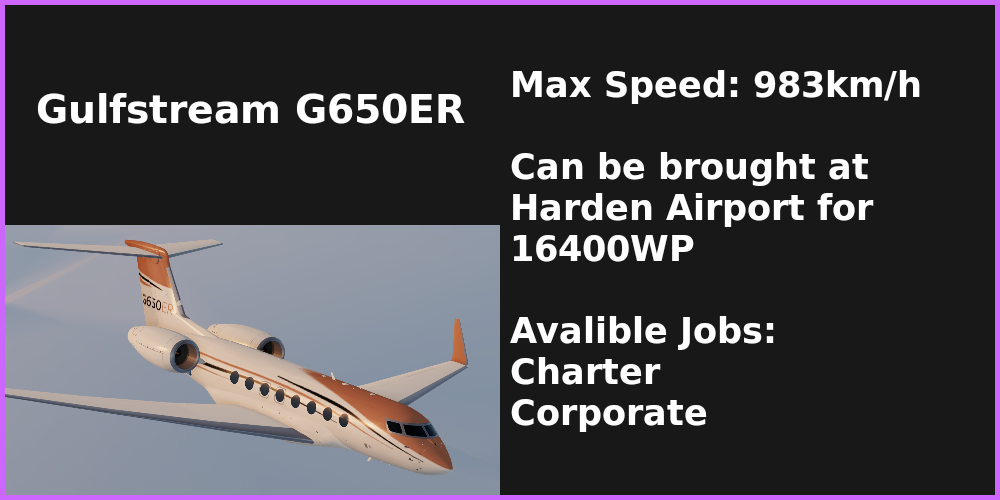 Gulfstream G650ER
Max Speed: 983km/h
Can be brought at
Harden Airport for
16400WP
Avalible Jobs:
Charter
Corporate
G650ER